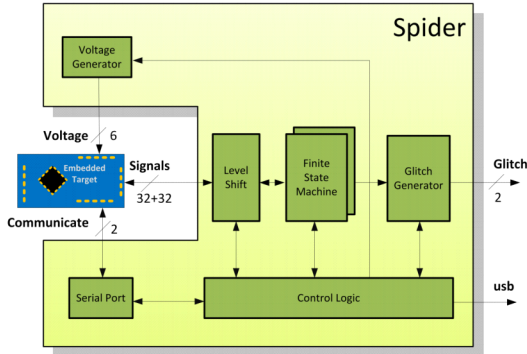 Spider
Voltage
Generator
Voltage
6
Embedded
Target
Signals
32+32
Level
Shift
Finite
State
Machine
Glitch
Generator
Glitch
2
Communicate
2
Serial Port
Control Logic
usb